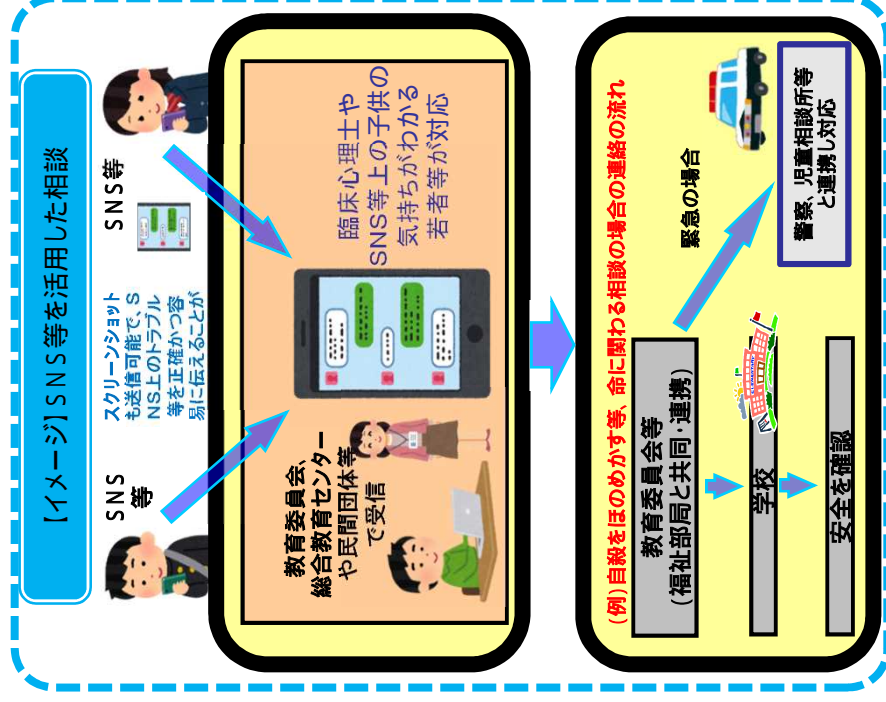 【イメージ】SNS等を活用した相談
SNS
等
スクリーンショット
も送信可能で、S
NS上のトラブル
等を正確かつ容
易に伝えることが
SNS等
教育委員会、
総合教育センター
や民間団体等
で受信
臨床心理士や
SNS等上の子供の
気持ちがわかる
若者等が対応
(例)自殺をほのめかす等、命に関わる相談の場合の連絡の流れ
教育委員会等
(福祉部局と共同・連携)
緊急の場合
警察、児童相談所等
と連携し対応
学校
安全を確認